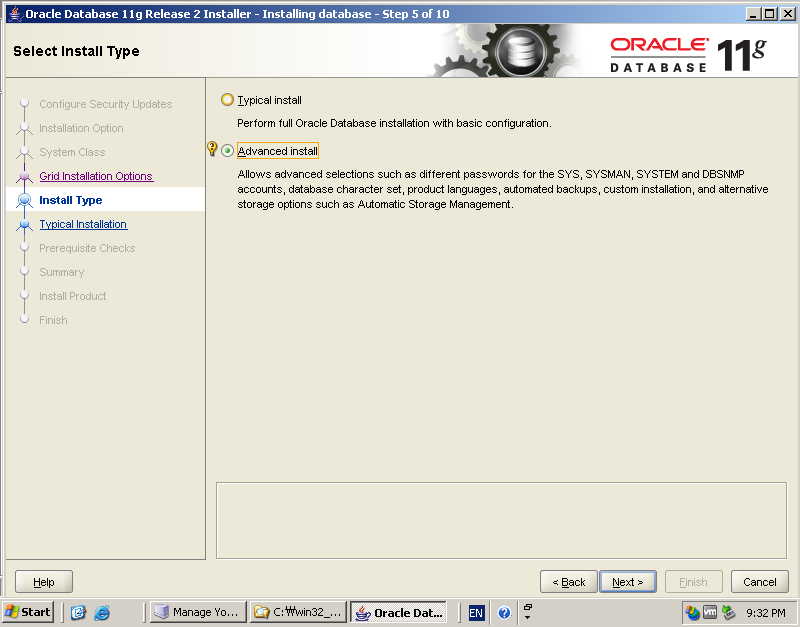 Oracle Database 11g Release 2 Installer - Installing database - Step 5 of 10
Select Install Type
ORACLE
DATABASE
11g
Configure Security Updates
Installation Option
System Class
Grid Installation Options
Install Type
Typical Installation
Prerequisite Checks
Summary
Install Product
Finish
Typical install
Perform full Oracle Database installation with basic configuration.
Advanced install
Allows advanced selections such as different passwords for the SYS, SYSMAN, SYSTEM and DBSNMP
accounts, database character set, product languages, automated backups, custom installation, and alternative
storage options such as Automatic Storage Management.
Help
< Back
Next >
Finish
Cancel
Start
Manage Yo...
C:₩win32_...
Oracle Dat...
EN
9:32 PM